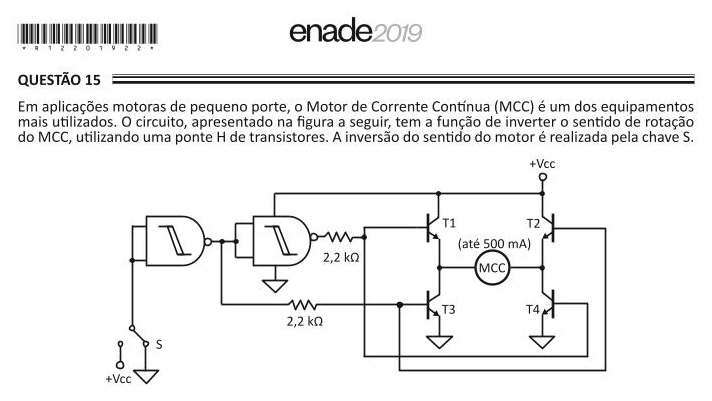 enade2019
* R 1 2 2 0 1 9 2 2 *
QUESTÃO 15
Em aplicações motoras de pequeno porte, o Motor de Corrente Contínua (MCC) é um dos equipamentos
mais utilizados. O circuito, apresentado na figura a seguir, tem a função de inverter o sentido de rotação
do MCC, utilizando uma ponte H de transistores. A inversão do sentido do motor é realizada pela chave S.
+Vcc
T1
T2
(até 500 mA)
2,2 kΩ
MCC
2,2 kΩ
T3
T4
S
+Vcc